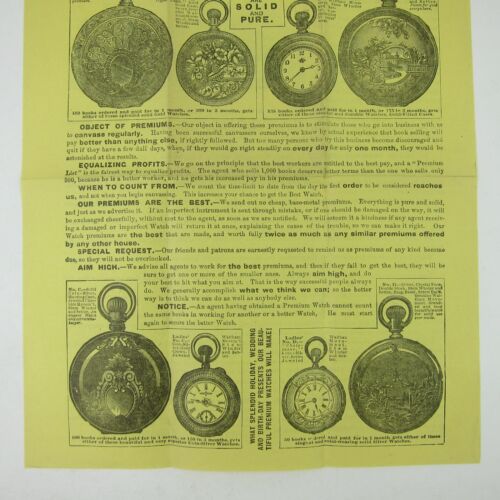 ARE
SOLID
AND
PURE.
OBJECT OF PREMIUMS.—Our object in offering these premiums is to stimulate those who go into business with us
to canvass regularly. Having been successful canvassers ourselves, we know by actual experience that book selling will
pay better than anything else, if rightly followed. But too many persons who try this business become discouraged and
quit if they have a few dull days, when, if they would right steadily on every day for only one month, they would be
astonished at the results.
EQUALIZING PROFITS.—We go on the principle that the best workers are entitled to the best pay, and a "Premium
List" is the fairest way to equalize profits. The agent who sells 1,000 books deserves better terms than the one who sells only
500, because he is a better worker, and so gets his increased pay in his premiums.
WHEN TO COUNT FROM.—We count the time-limit to date from the day its first order to be considered reaches
us, and not when you begin canvassing. This increases your chance to get the Best Watch.
OUR PREMIUMS ARE THE BEST.—We send out no cheap, base-metal premiums. Everything is pure and solid,
and just as we advertise it. If an imperfect instrument is sent through mistake, or if one should be damaged on the way, it will
be exchanged cheerfully, without cost to the agent, as soon as we are notified. We will esteem it a kindness if any agent receiv-
ing a damaged or imperfect Watch will return it at once, explaining the cause of the trouble, so we can make it right. Our
Watch premiums are the best that are made, and worth fully twice as much as similar premiums offered
by any other house.
SPECIAL REQUEST.—Our friends and patrons are earnestly requested to remind us as premiums of any kind become
due, so they will not be overlooked.
AIM HIGH.—We advise all agents to work for the best premiums, and then if they fail to get the best, they will be
sure to get one or more of the smaller ones. Always aim high, and do
your best to hit what you aim at. That is the way successful people always
do. We generally accomplish what we think we can; so the better
way is to think we can do as well as anybody else.
NOTICE.—An agent having obtained a Premium Watch cannot count
the same books in working for another or a better Watch. He must start
again to secure the better Watch.
WHAT SPLENDID HOLIDAY, WEDDING
AND BIRTH-DAY PRESENTS OUR BEAU-
TIFUL PREMIUM WATCHES WILL MAKE!
50 books ordered and paid for in 1 month gets either of these